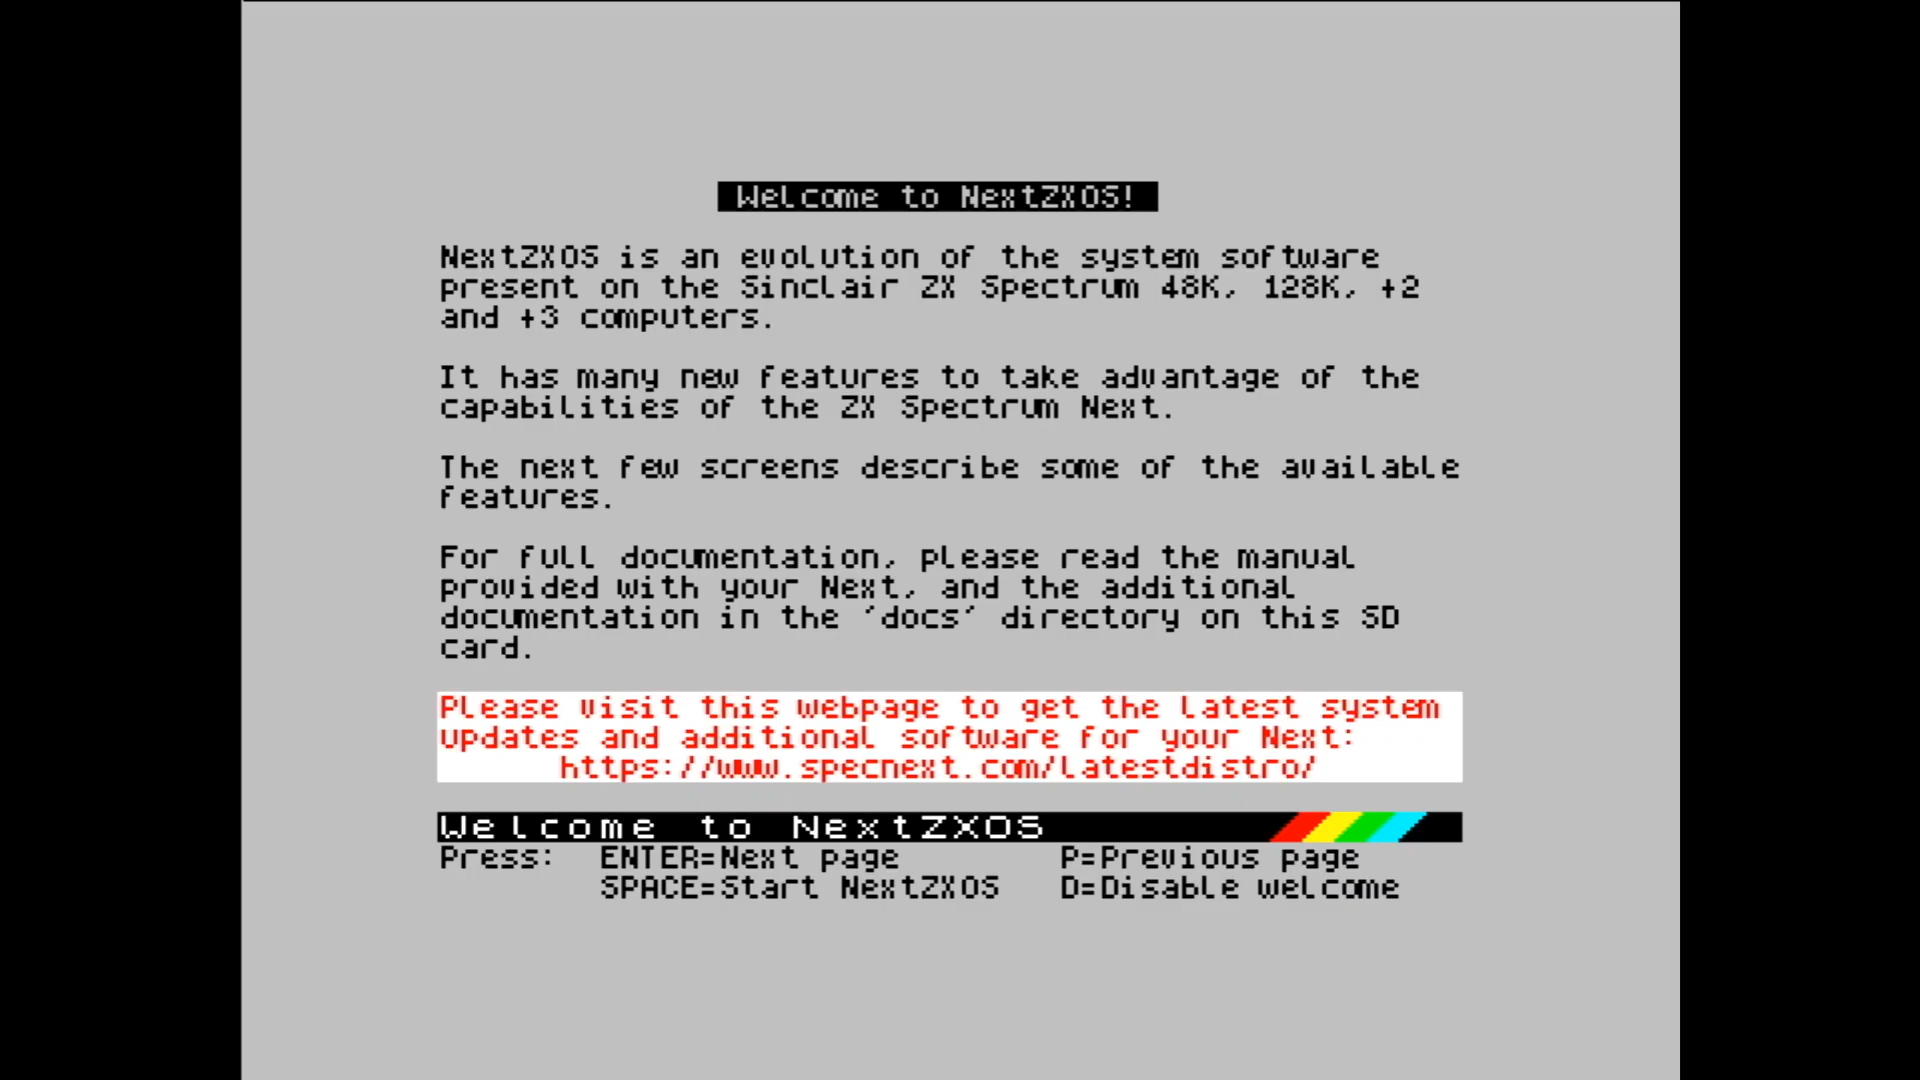 Welcome to NextZXOS!
NextZXOS is an evolution of the system software
present on the Sinclair ZX Spectrum 48K, 128K, +2
and +3 computers.
It has many new features to take advantage of the
capabilities of the ZX Spectrum Next.
The next few screens describe some of the available
features.
For full documentation, please read the manual
provided with your Next, and the additional
documentation in the 'docs' directory on this SD
card.
Please visit this webpage to get the latest system
updates and additional software for your Next:
https://www.specnext.com/latestdistro/
Welcome to NextZXOS
Press: ENTER=Next page P=Previous page
SPACE=Start NextZXOS D=Disable welcome